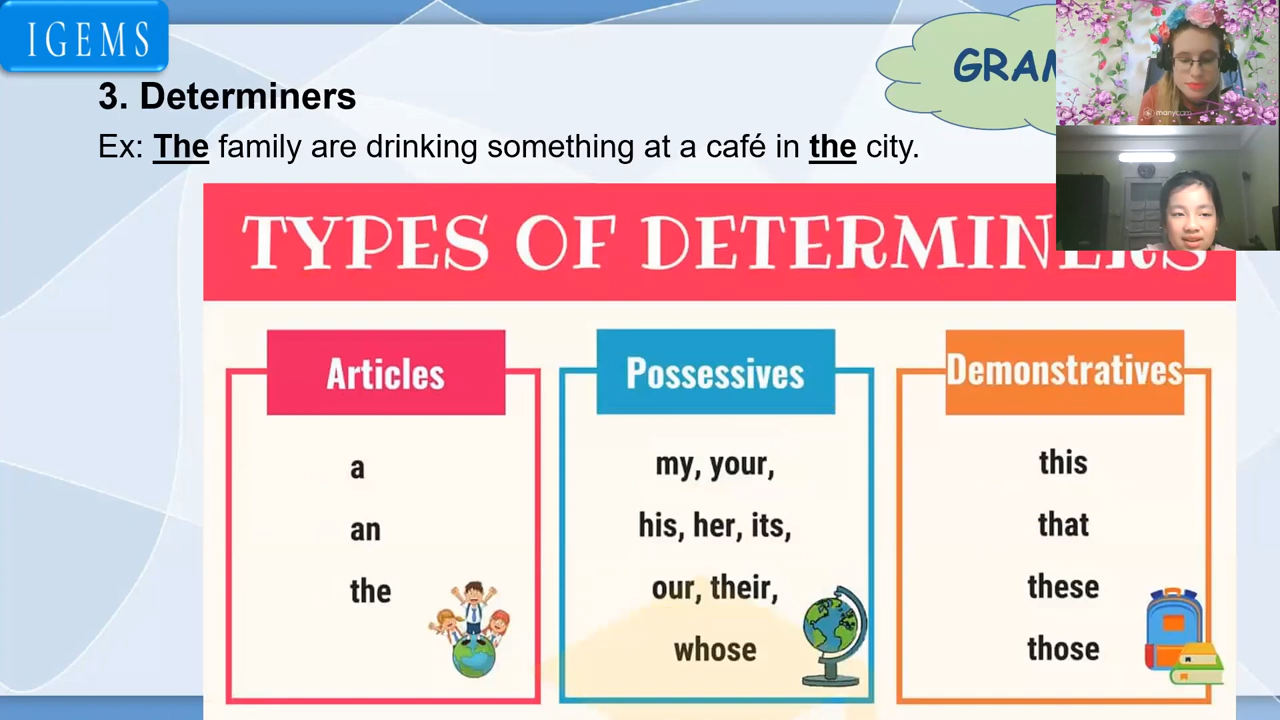 IGEMS
GRAM
3. Determiners
Ex: The family are drinking something at a café in the city.
TYPES OF DETERMINERS
Articles
a
an
the
Possessives
my, your,
his, her, its,
our, their,
whose
Demonstratives
this
that
these
those
manycam